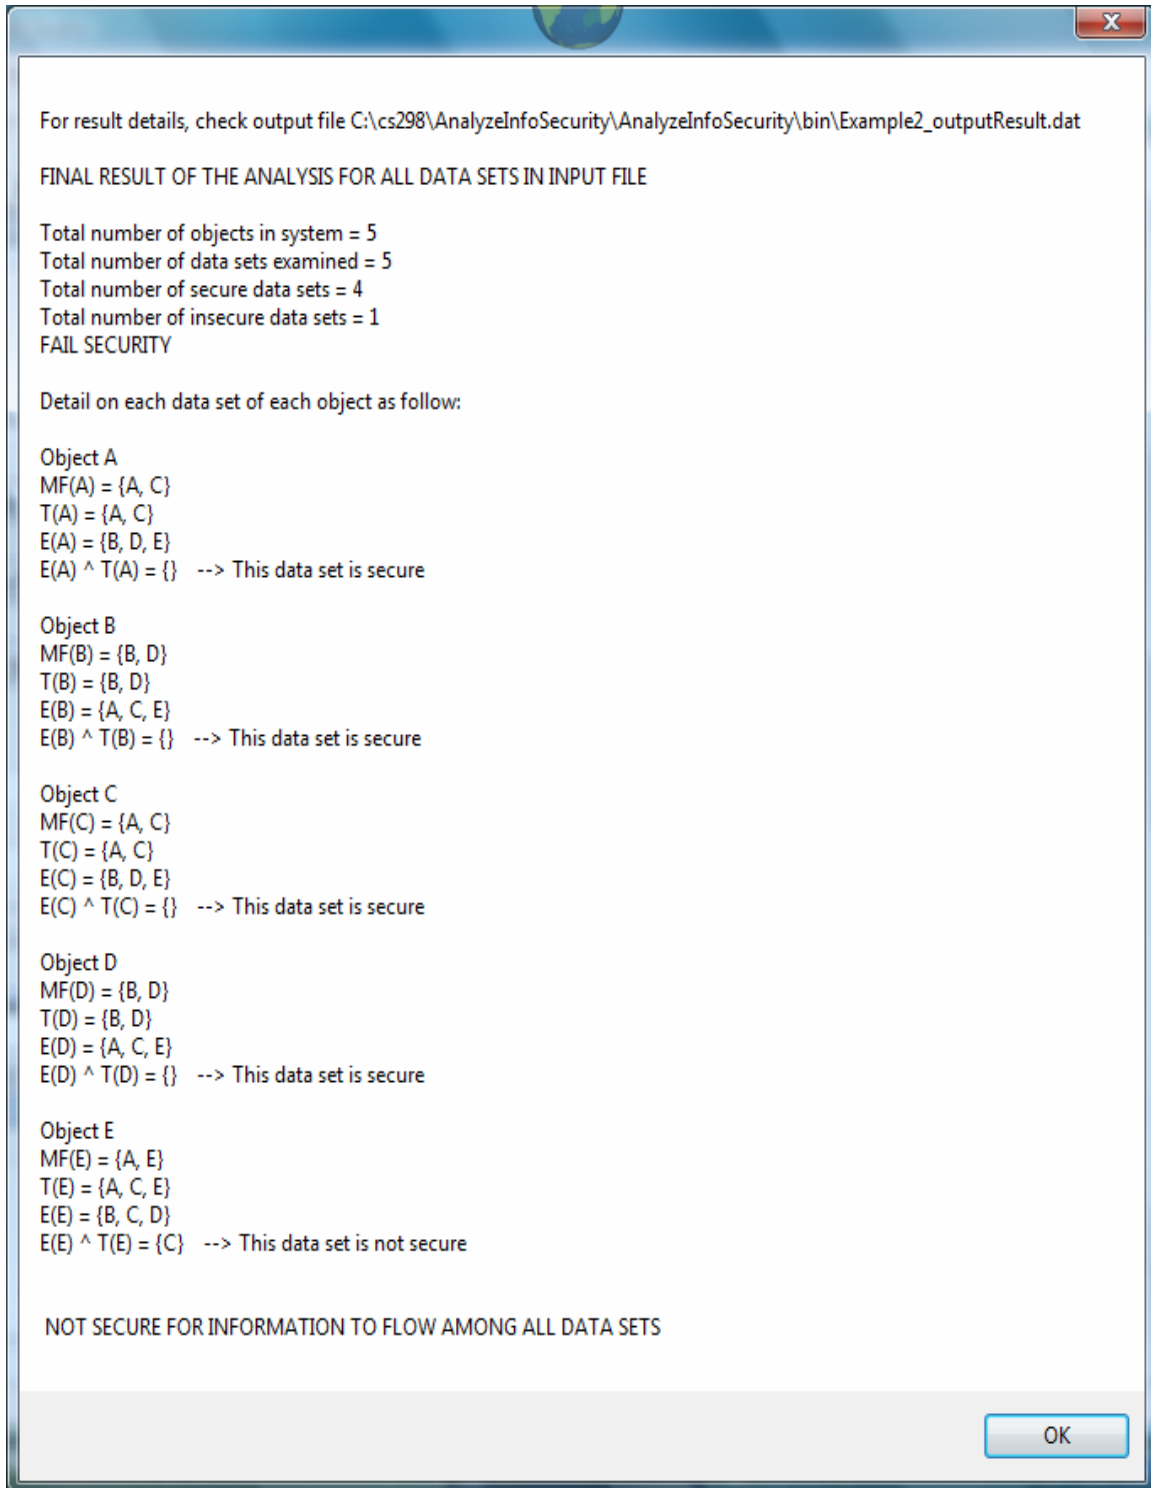 X
For result details, check output file C:\cs298\AnalyzeInfoSecurity\AnalyzeInfoSecurity\bin\Example2_outputResult.dat
FINAL RESULT OF THE ANALYSIS FOR ALL DATA SETS IN INPUT FILE
Total number of objects in system = 5
Total number of data sets examined = 5
Total number of secure data sets = 4
Total number of insecure data sets = 1
FAIL SECURITY
Detail on each data set of each object as follow:
Object A
MF(A) = {A, C}
T(A) = {A, C}
E(A) = {B, D, E}
E(A) ^ T(A) = {} --> This data set is secure
Object B
MF(B) = {B, D}
T(B) = {B, D}
E(B) = {A, C, E}
E(B) ^ T(B) = {} --> This data set is secure
Object C
MF(C) = {A, C}
T(C) = {A, C}
E(C) = {B, D, E}
E(C) ^ T(C) = {} --> This data set is secure
Object D
MF(D) = {B, D}
T(D) = {B, D}
E(D) = {A, C, E}
E(D) ^ T(D) = {} --> This data set is secure
Object E
MF(E) = {A, E}
T(E) = {A, C, E}
E(E) = {B, C, D}
E(E) ^ T(E) = {C} --> This data set is not secure
NOT SECURE FOR INFORMATION TO FLOW AMONG ALL DATA SETS
OK